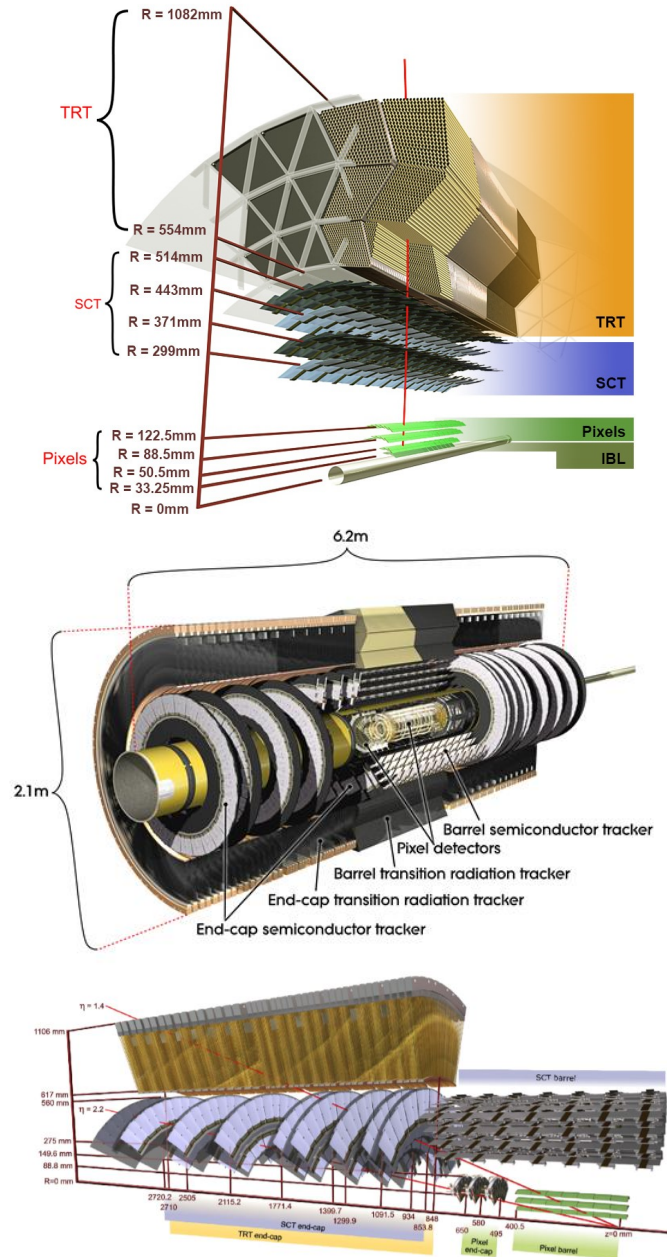 R = 1082mm
TRT
R = 554mm
R = 514mm
R = 443mm
SCT
R = 371mm
R = 299mm
TRT
SCT
R = 122.5mm
Pixels
R = 88.5mm
Pixels
IBL
R = 50.5mm
R = 33.25mm
R = 0mm
6.2m
2.1m
Barrel semiconductor tracker
Pixel detectors
Barrel transition radiation tracker
End-cap transition radiation tracker
End-cap semiconductor tracker
η = 1.4
1106 mm
SCT barrel
617 mm
560 mm
η = 2.2
275 mm
149.6 mm
88.8 mm
R=0 mm
2720.2
2710
2505
2115.2
1771.4
1399.7
1299.9
1091.5
934
853.8
848
650
580
495
400.5
z=0 mm
SCT end-cap
TRT end-cap
Pixel
end-cap
Pixel barrel